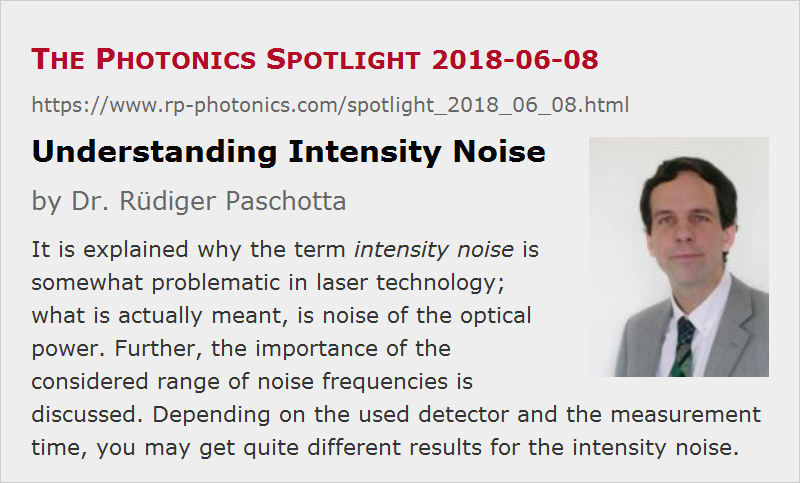 The Photonics Spotlight 2018-06-08
https://www.rp-photonics.com/spotlight_2018_06_08.html
Understanding Intensity Noise
by Dr. Rüdiger Paschotta
It is explained why the term intensity noise is
somewhat problematic in laser technology;
what is actually meant, is noise of the optical
power. Further, the importance of the
considered range of noise frequencies is
discussed. Depending on the used detector and the measurement
time, you may get quite different results for the intensity noise.